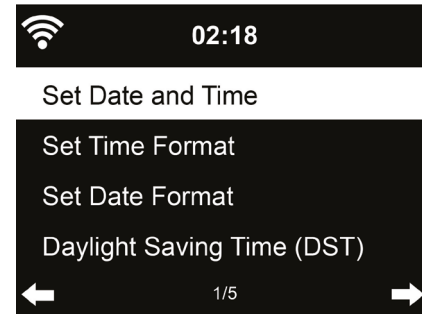 02:18
Set Date and Time
Set Time Format
Set Date Format
Daylight Saving Time (DST)
1/5